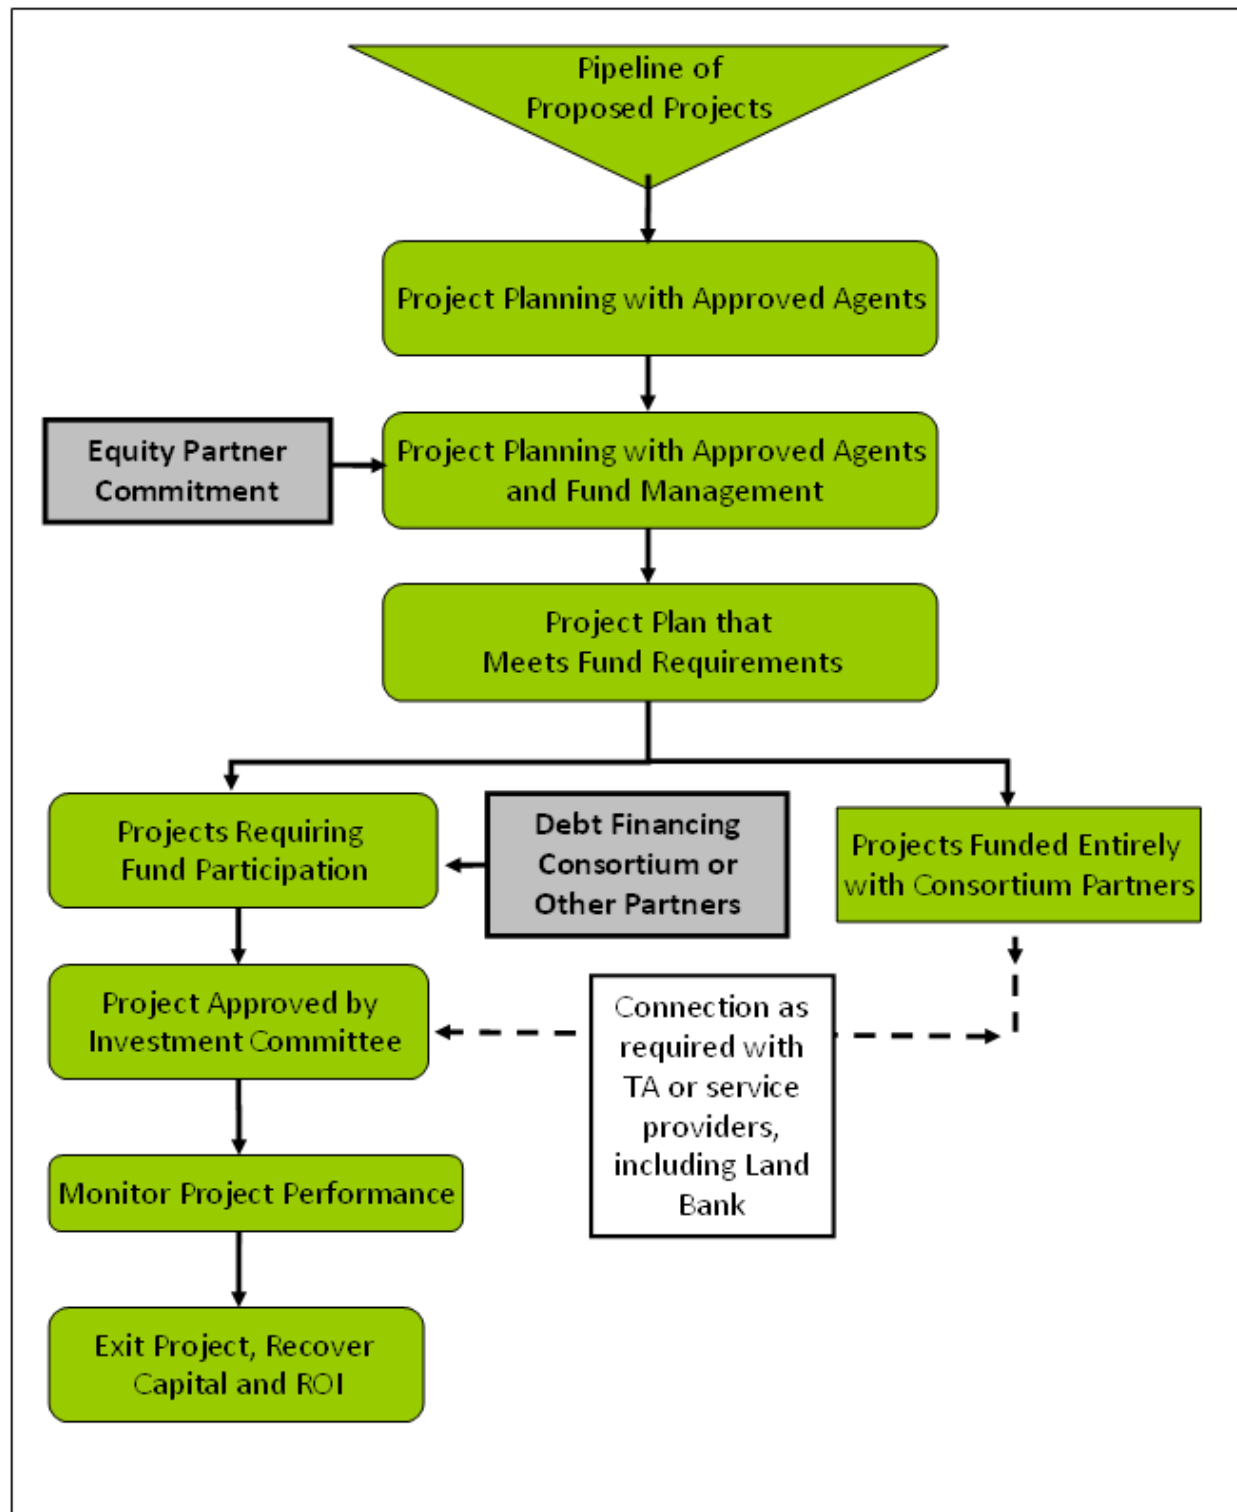 Pipeline of
Proposed Projects
Project Planning with Approved Agents
Equity Partner
Commitment
Project Planning with Approved Agents
and Fund Management
Project Plan that
Meets Fund Requirements
Projects Requiring
Fund Participation
Debt Financing
Consortium or
Other Partners
Projects Funded Entirely
with Consortium Partners
Project Approved by
Investment Committee
Connection as
required with
TA or service
providers,
including Land
Bank
Monitor Project Performance
Exit Project, Recover
Capital and ROI